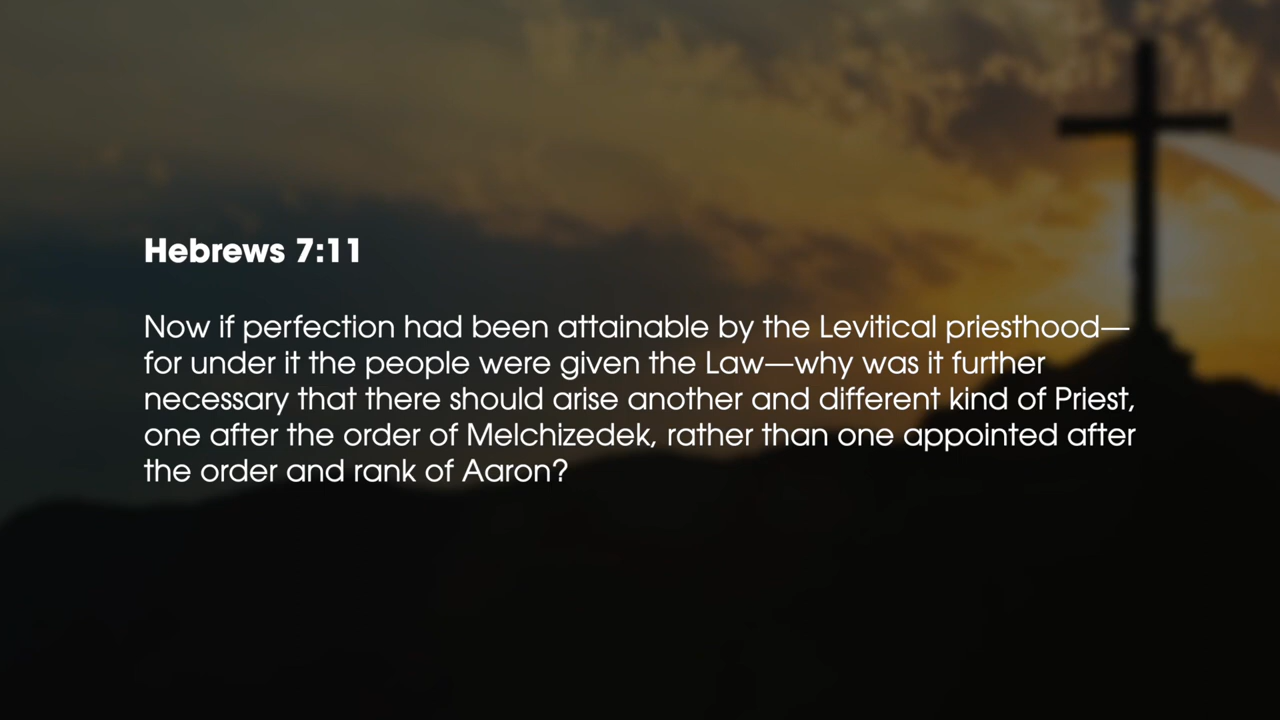 Hebrews 7:11
Now if perfection had been attainable by the Levitical priesthood—
for under it the people were given the Law—why was it further
necessary that there should arise another and different kind of Priest,
one after the order of Melchizedek, rather than one appointed after
the order and rank of Aaron?